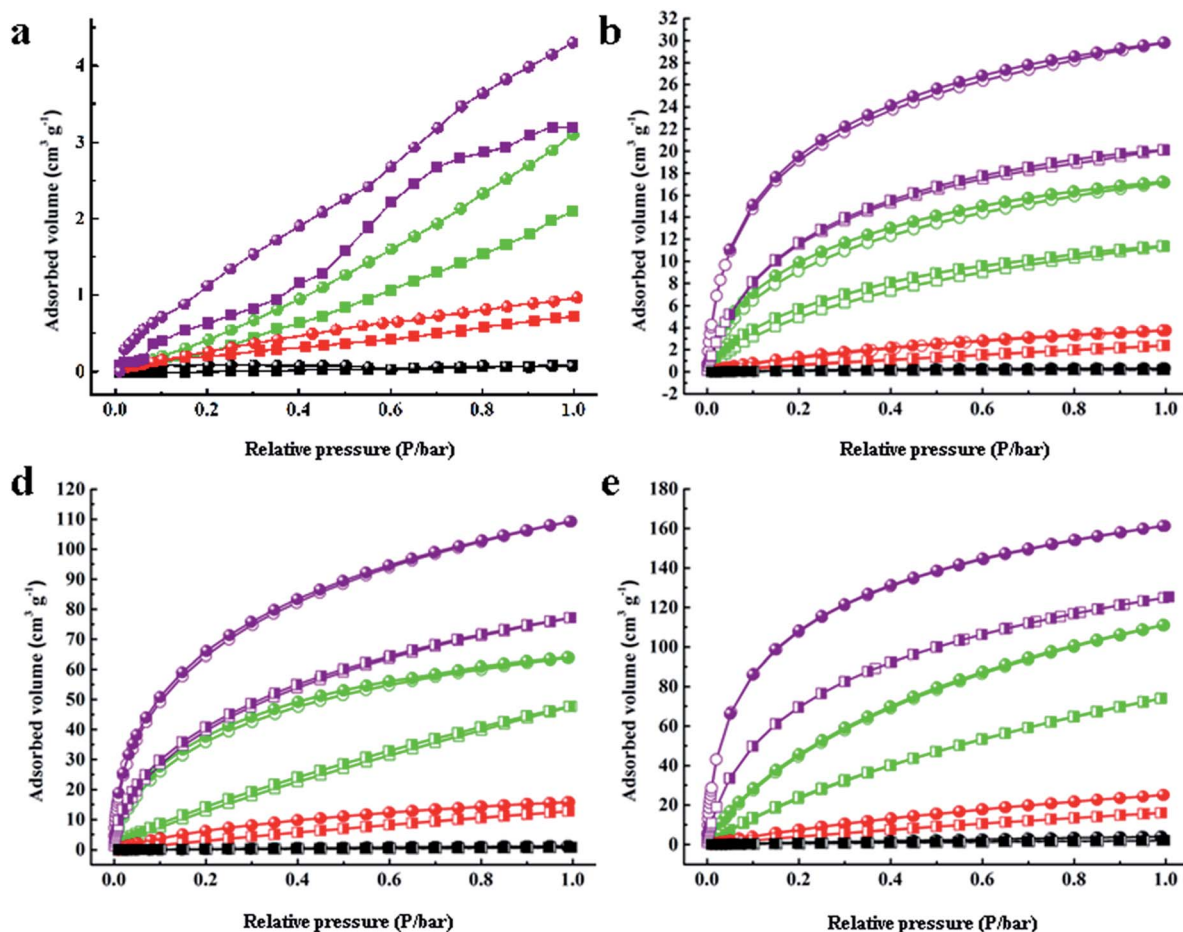 a
4
3
2
1
0
Adsorbed volume (cm³ g⁻¹)
0.0 0.2 0.4 0.6 0.8 1.0
Relative pressure (P/bar)
b
32
30
28
26
24
22
20
18
16
14
12
10
8
6
4
2
0
-2
Adsorbed volume (cm³ g⁻¹)
0.0 0.2 0.4 0.6 0.8 1.0
Relative pressure (P/bar)
d
120
110
100
90
80
70
60
50
40
30
20
10
0
Adsorbed volume (cm³ g⁻¹)
0.0 0.2 0.4 0.6 0.8 1.0
Relative pressure (P/bar)
e
180
160
140
120
100
80
60
40
20
0
Adsorbed volume (cm³ g⁻¹)
0.0 0.2 0.4 0.6 0.8 1.0
Relative pressure (P/bar)